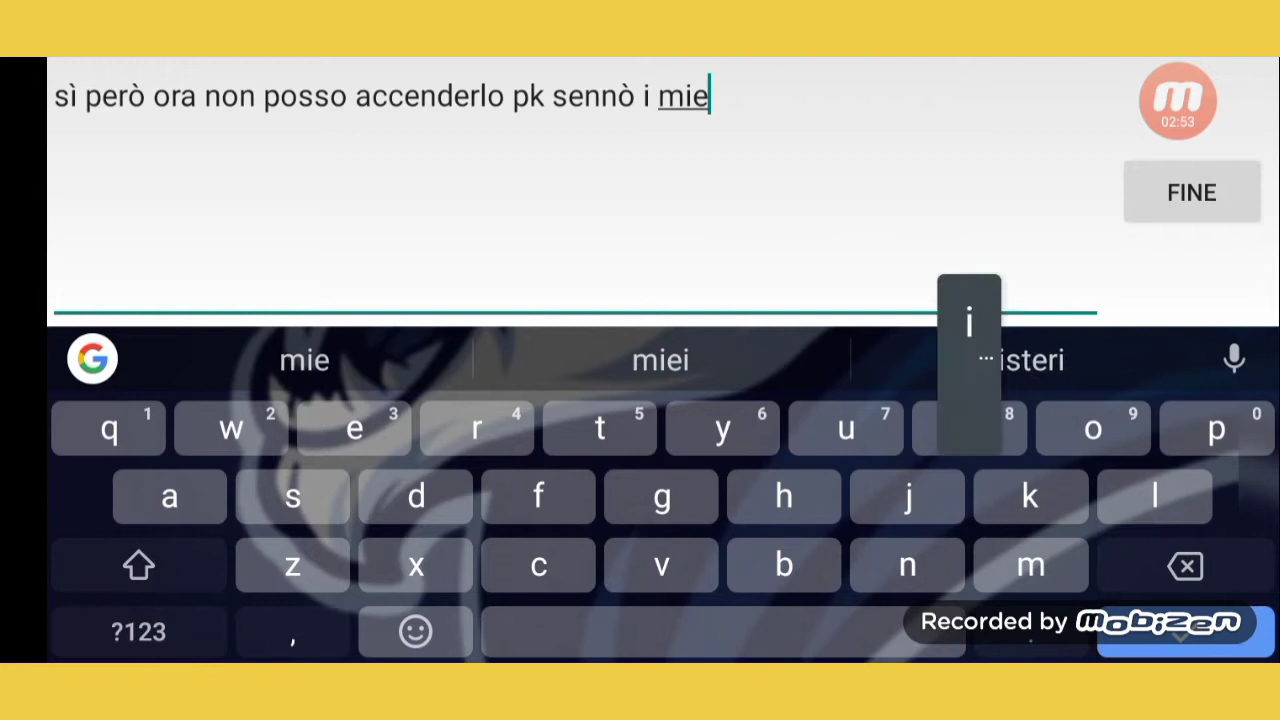 sì però ora non posso accenderlo pk sennò i mie
02:53
FINE
i
...
mie miei isteri
q 1 w 2 e 3 r 4 t 5 y 6 u 7 8 o 9 p 0
a s d f g h j k l
z x c v b n m
?123 , .
Recorded by mobizen